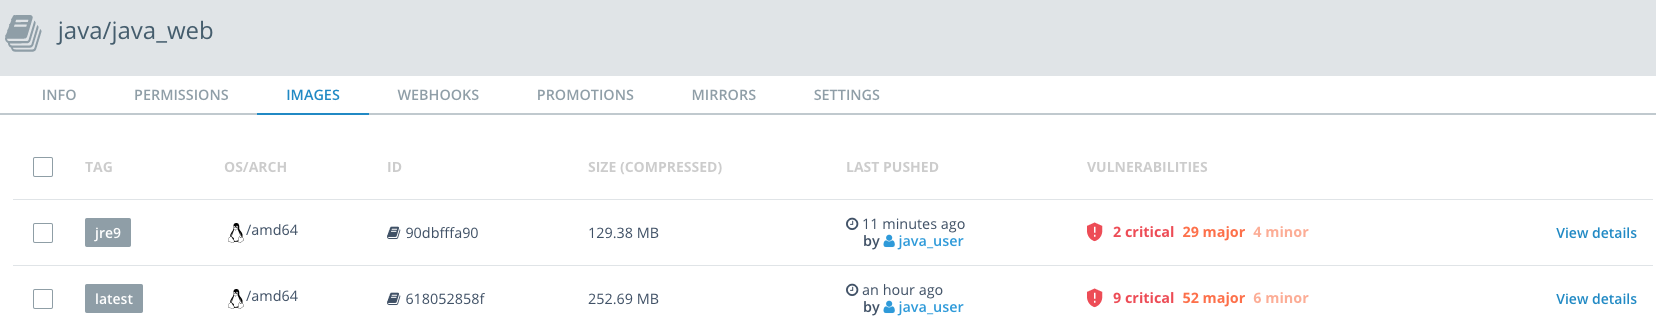 java/java_web
INFO PERMISSIONS IMAGES WEBHOOKS PROMOTIONS MIRRORS SETTINGS
TAG OS/ARCH ID SIZE (COMPRESSED) LAST PUSHED VULNERABILITIES
jre9 /amd64 90dbfffa90 129.38 MB 11 minutes ago 2 critical 29 major 4 minor View details
by java_user
latest /amd64 618052858f 252.69 MB an hour ago 9 critical 52 major 6 minor View details
by java_user